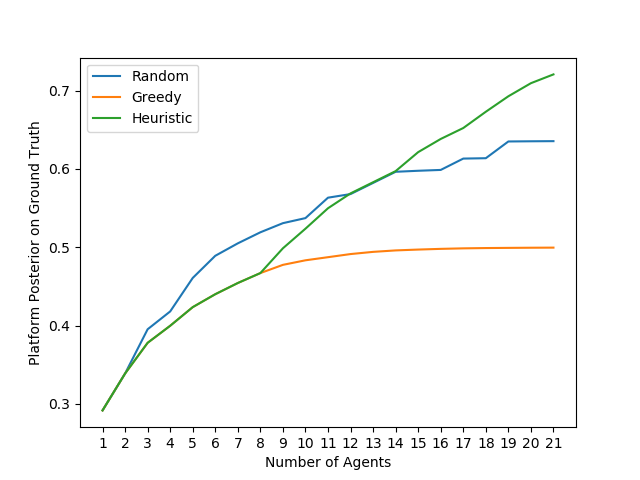 Random
Greedy
Heuristic
Platform Posterior on Ground Truth
0.7
0.6
0.5
0.4
0.3
1 2 3 4 5 6 7 8 9 10 11 12 13 14 15 16 17 18 19 20 21
Number of Agents